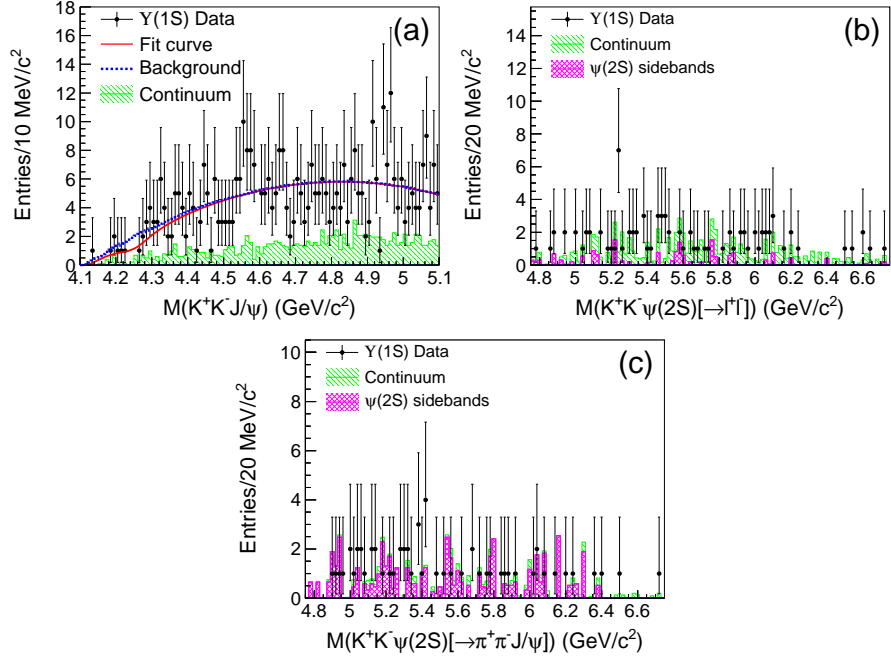 (a)
Υ(1S) Data
Fit curve
Background
Continuum
Entries/10 MeV/c²
18
16
14
12
10
8
6
4
2
0
4.1 4.2 4.3 4.4 4.5 4.6 4.7 4.8 4.9 5 5.1
M(K⁺K⁻J/ψ) (GeV/c²)
(b)
Υ(1S) Data
Continuum
ψ(2S) sidebands
Entries/20 MeV/c²
14
12
10
8
6
4
2
0
4.8 5 5.2 5.4 5.6 5.8 6 6.2 6.4 6.6
M(K⁺K⁻ψ(2S)[→l⁺l⁻]) (GeV/c²)
(c)
Υ(1S) Data
Continuum
ψ(2S) sidebands
Entries/20 MeV/c²
10
8
6
4
2
0
4.8 5 5.2 5.4 5.6 5.8 6 6.2 6.4 6.6
M(K⁺K⁻ψ(2S)[→π⁺π⁻J/ψ]) (GeV/c²)